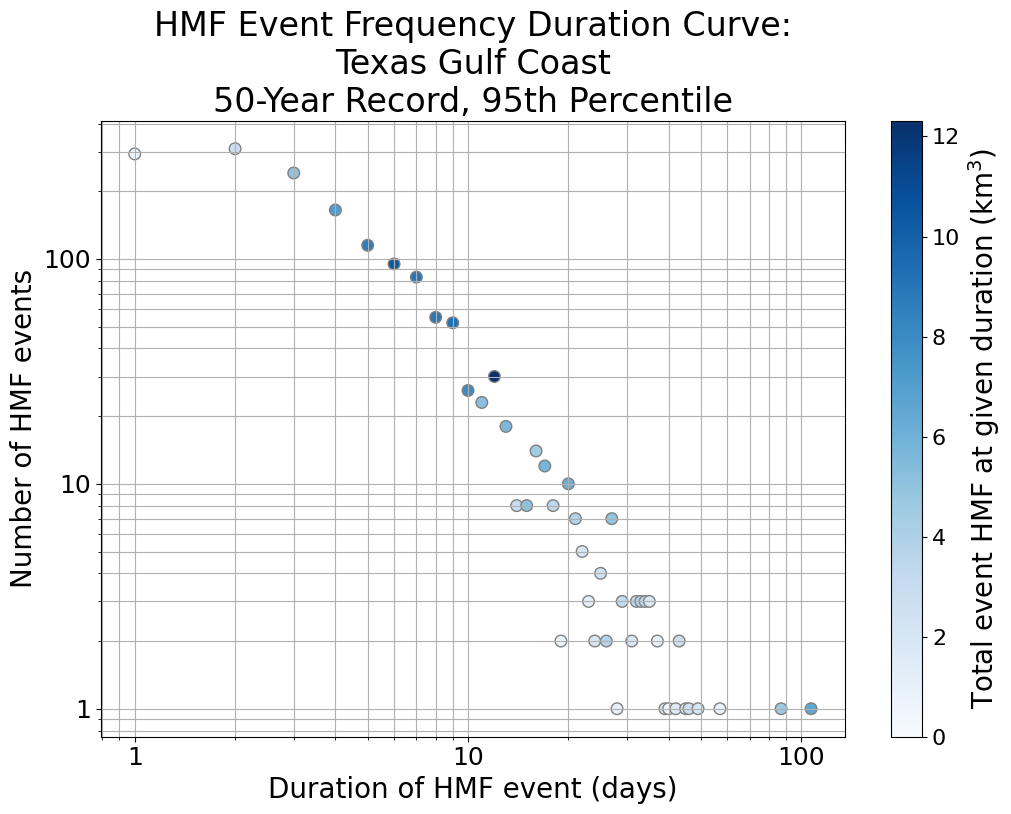 HMF Event Frequency Duration Curve:
Texas Gulf Coast
50-Year Record, 95th Percentile
Number of HMF events
100
10
1
1
10
100
Duration of HMF event (days)
12
10
8
6
4
2
0
Total event HMF at given duration (km³)